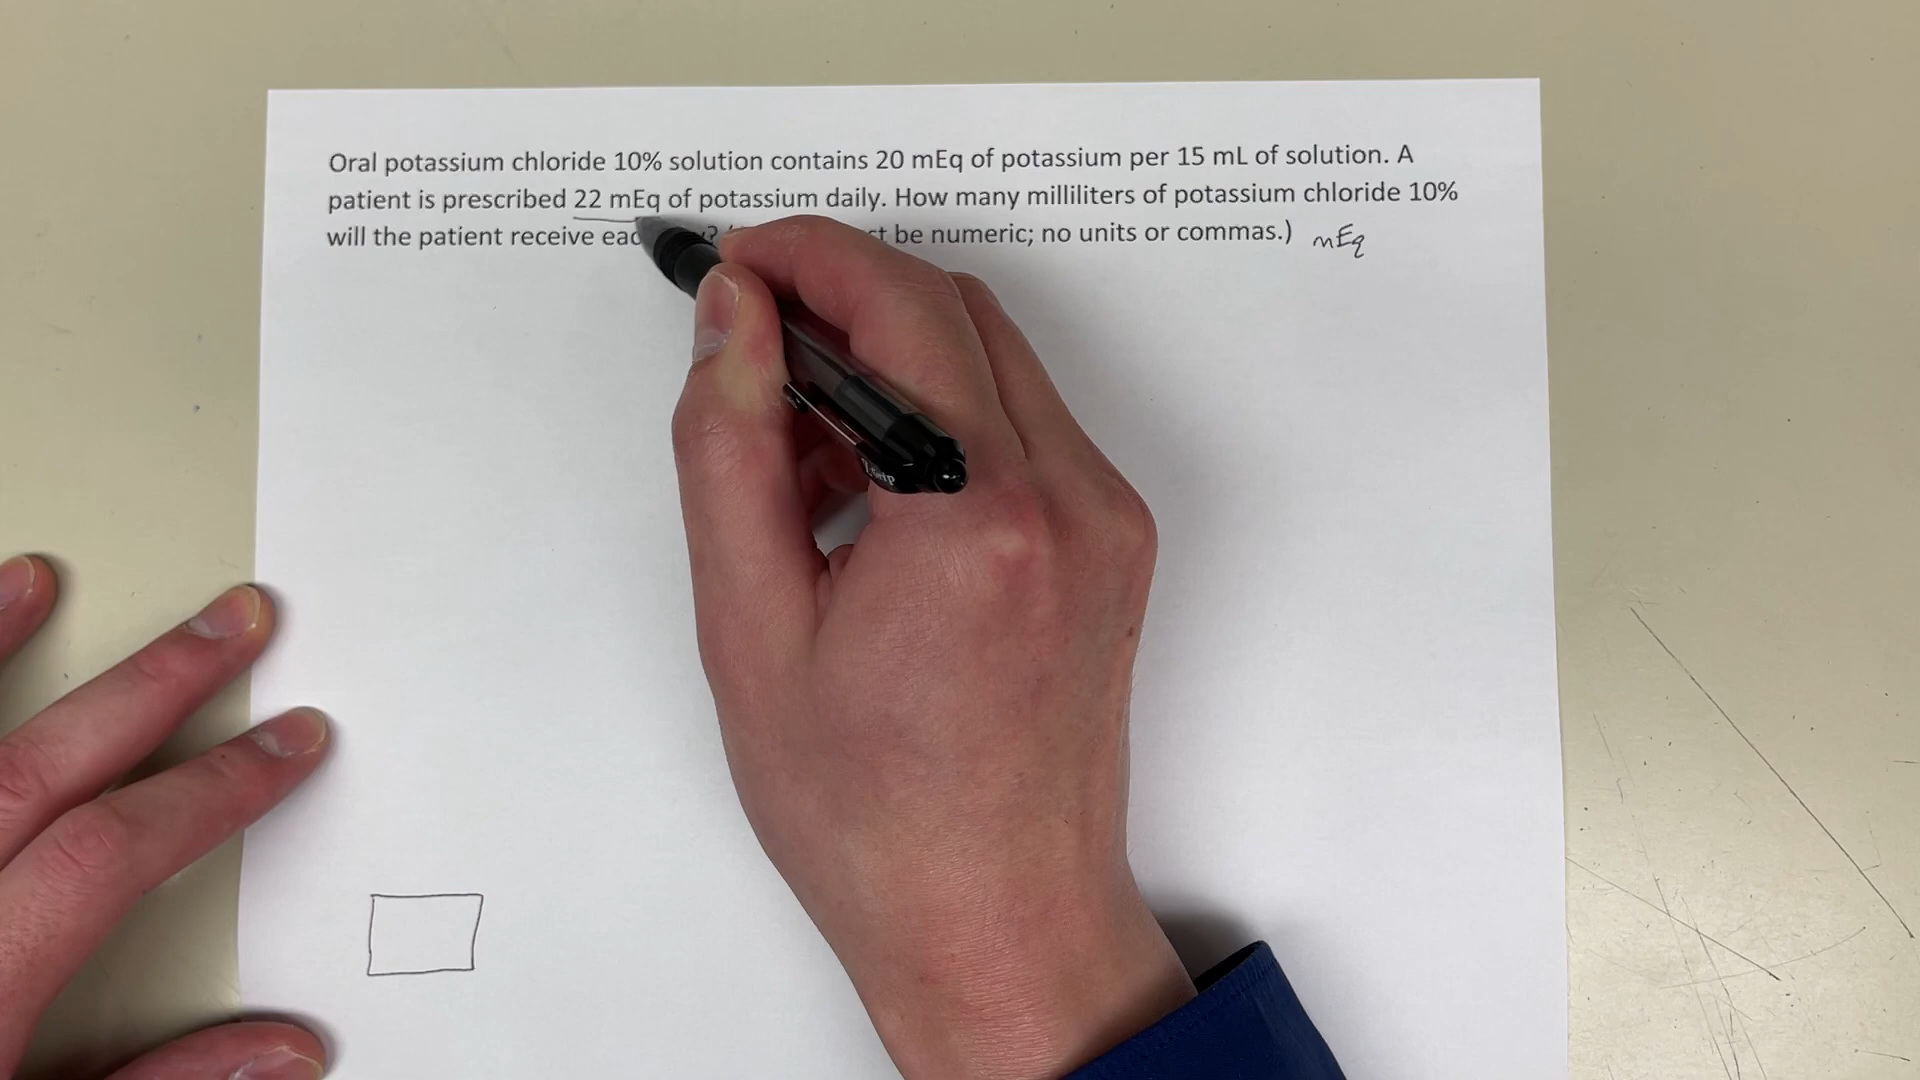 Oral potassium chloride 10% solution contains 20 mEq of potassium per 15 mL of solution. A
patient is prescribed 22 mEq of potassium daily. How many milliliters of potassium chloride 10%
will the patient receive be numeric; no units or commas.) mEq